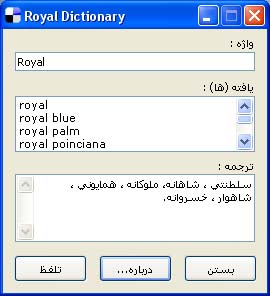 Royal Dictionary
واژه :
Royal
یافته (ها) :
royal
royal blue
royal palm
royal poinciana
ترجمه :
سلطنتي ، شاهانه، ملوکانه ، همايوني ،
شاهوار ، خسروانه.
تلفظ درباره... بستن